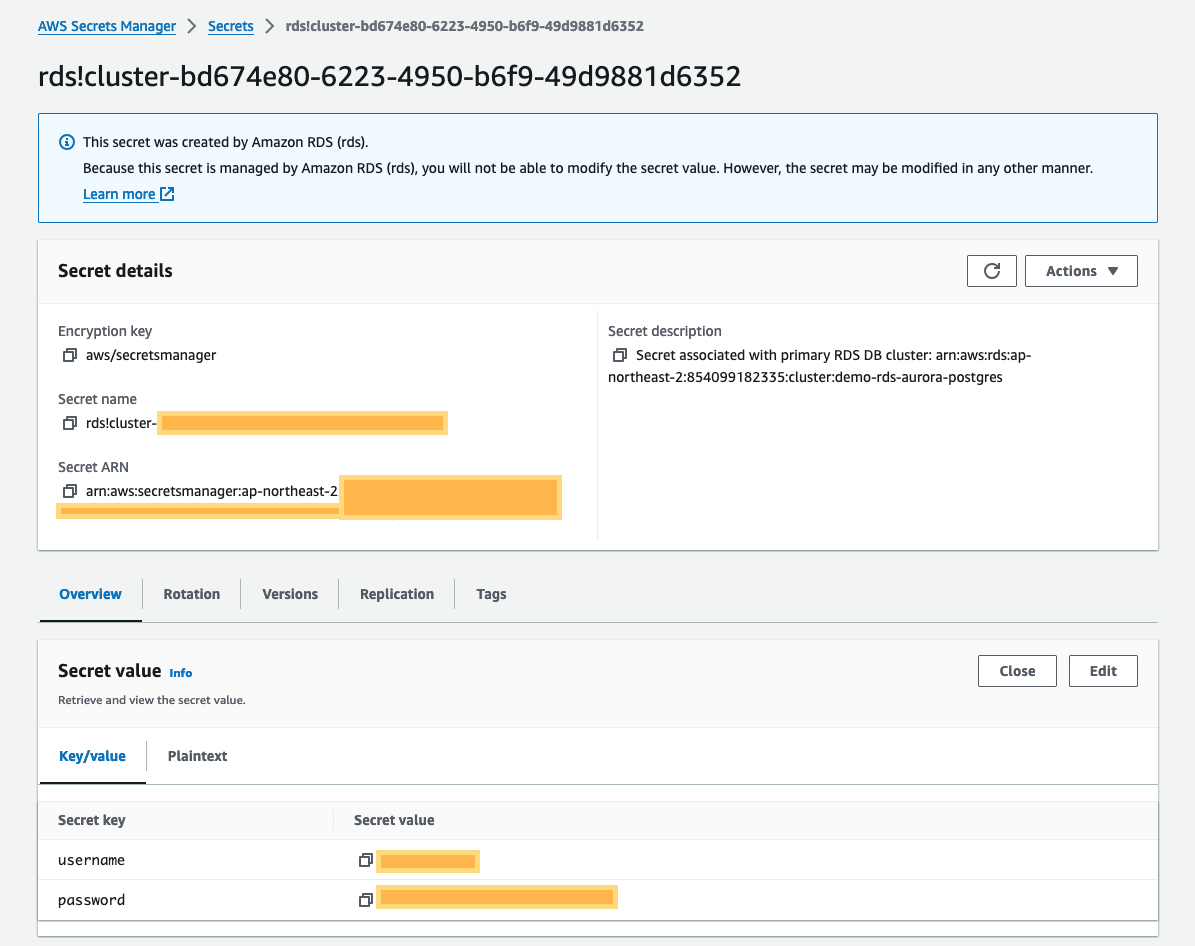 AWS Secrets Manager > Secrets > rds!cluster-bd674e80-6223-4950-b6f9-49d9881d6352
rds!cluster-bd674e80-6223-4950-b6f9-49d9881d6352
This secret was created by Amazon RDS (rds).
Because this secret is managed by Amazon RDS (rds), you will not be able to modify the secret value. However, the secret may be modified in any other manner.
Learn more
Secret details
Actions
Encryption key
aws/secretsmanager
Secret name
rds!cluster-
Secret ARN
arn:aws:secretsmanager:ap-northeast-2
Secret description
Secret associated with primary RDS DB cluster: arn:aws:rds:ap-
northeast-2:854099182335:cluster:demo-rds-aurora-postgres
Overview
Rotation
Versions
Replication
Tags
Secret value Info
Retrieve and view the secret value.
Close
Edit
Key/value
Plaintext
Secret key
Secret value
username
password